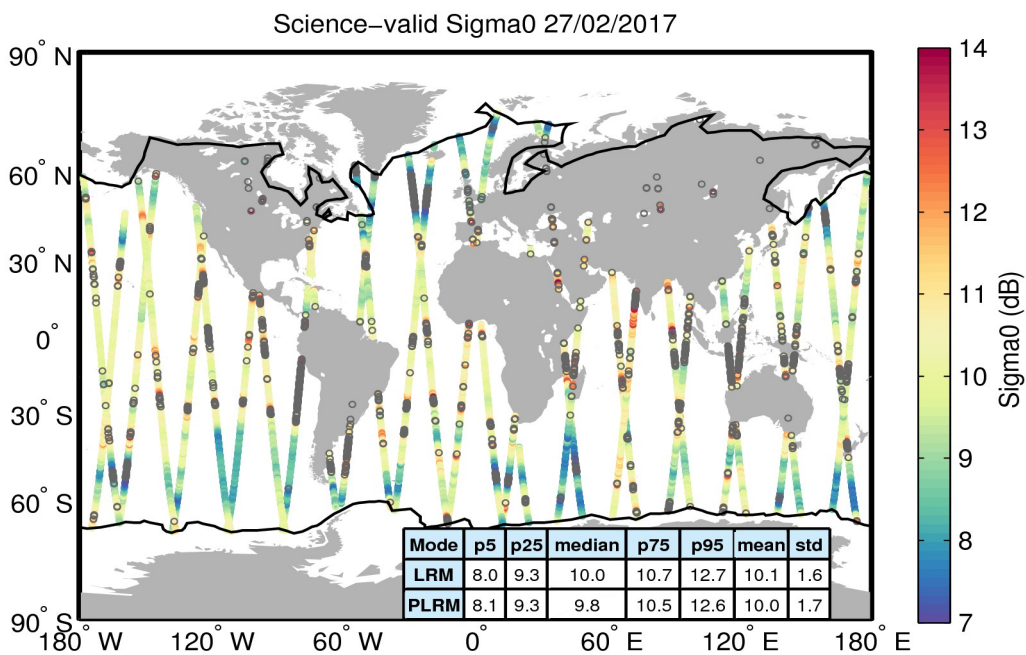 Science−valid Sigma0 27/02/2017
90° N
60° N
30° N
0°
30° S
60° S
90° S
180° W 120° W 60° W 0° 60° E 120° E 180° E
Mode p5 p25 median p75 p95 mean std
LRM 8.0 9.3 10.0 10.7 12.7 10.1 1.6
PLRM 8.1 9.3 9.8 10.5 12.6 10.0 1.7
14
13
12
11
10
9
8
7
Sigma0 (dB)